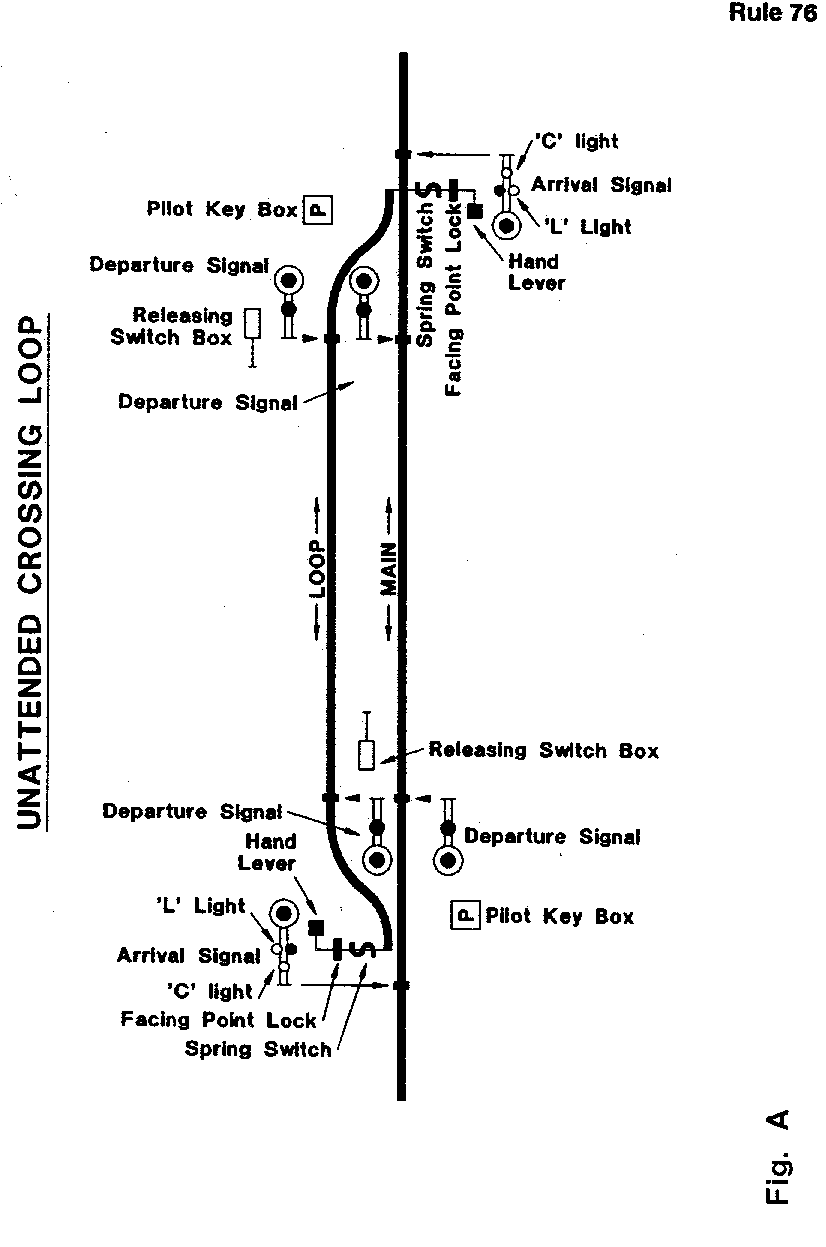 Rule 76
'C' light
Arrival Signal
'L' Light
Hand
Lever
Spring Switch
Facing Point Lock
Pilot Key Box
P
Departure Signal
Releasing
Switch Box
Departure Signal
UNATTENDED CROSSING LOOP
LOOP
MAIN
Releasing Switch Box
Departure Signal
Departure Signal
Hand
Lever
'L' Light
P
Pilot Key Box
Arrival Signal
'C' light
Facing Point Lock
Spring Switch
Fig. A